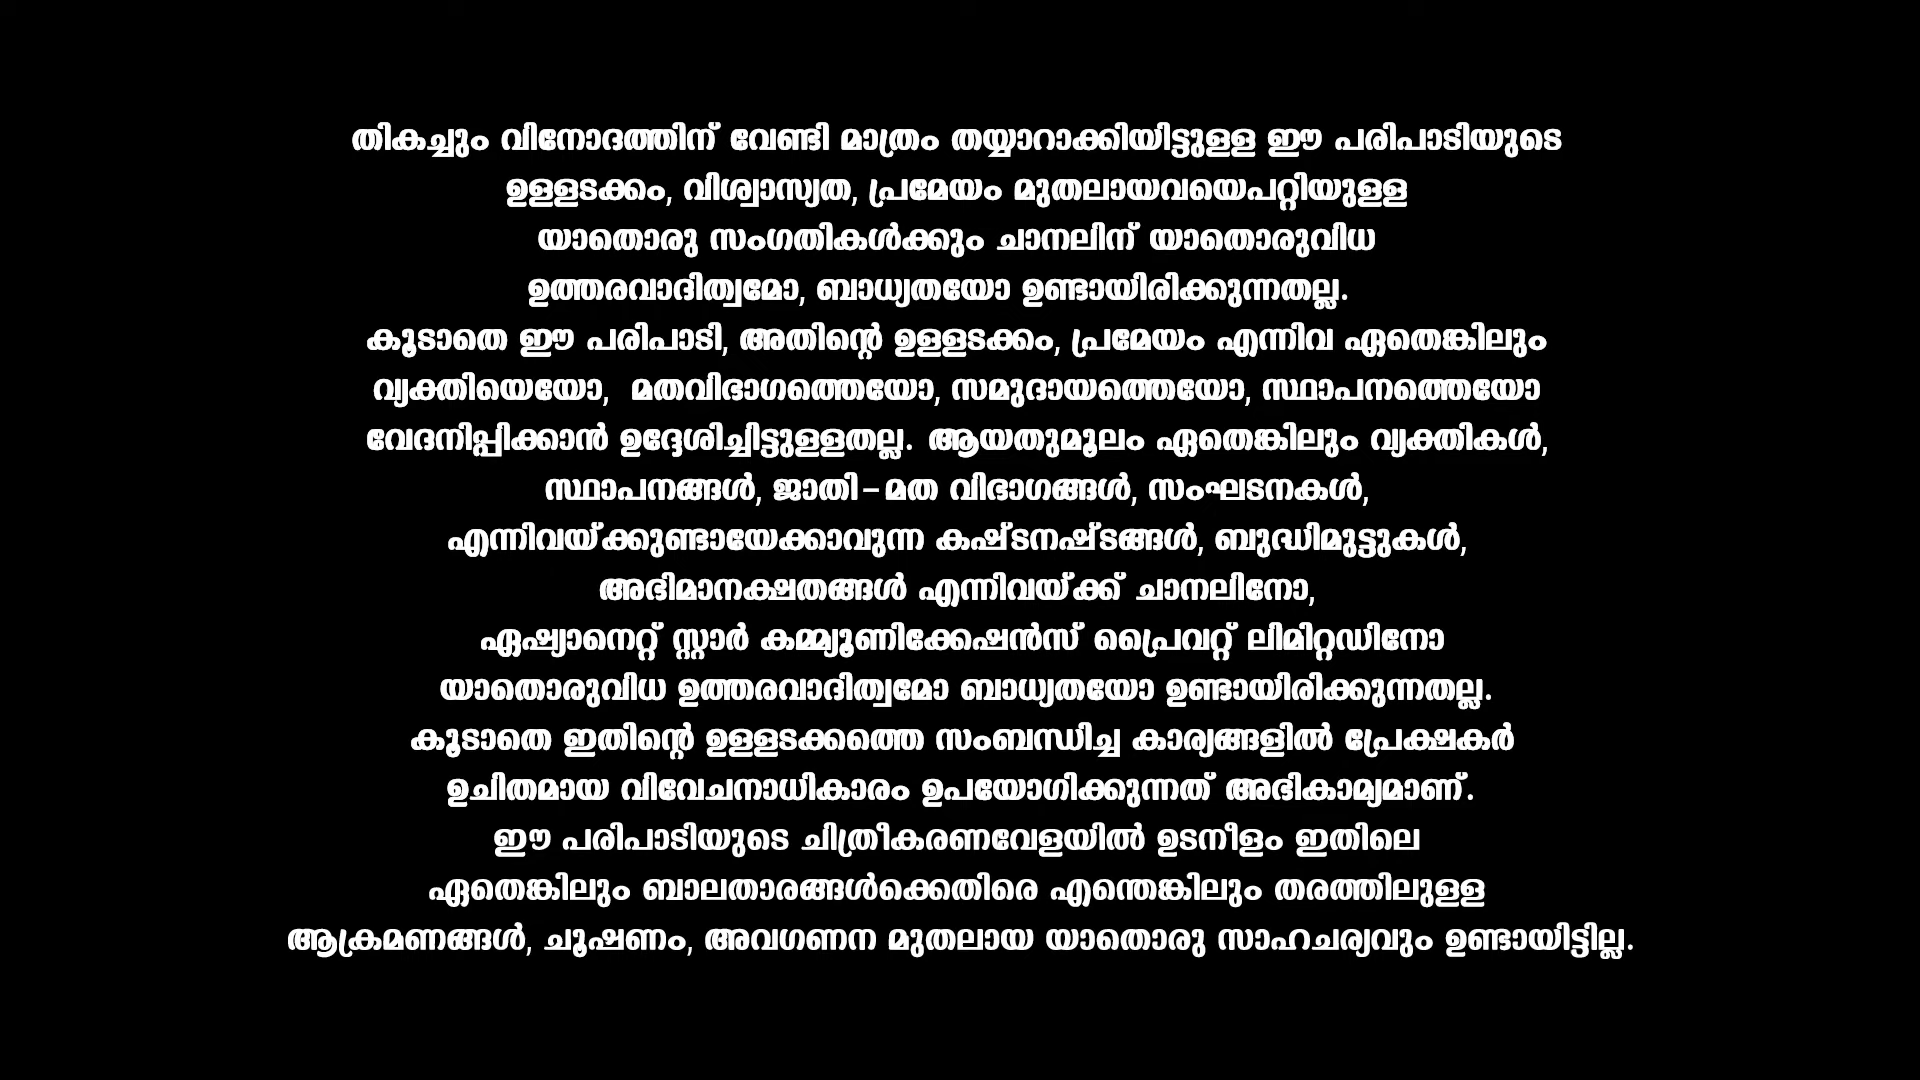 തികച്ചും വിനോദത്തിന് വേണ്ടി മാത്രം തയ്യാറാക്കിയിട്ടുള്ള ഈ പരിപാടിയുടെ
ഉള്ളടക്കം, വിശ്വാസ്യത, പ്രമേയം മുതലായവയെപറ്റിയുള്ള
യാതൊരു സംഗതികൾക്കും ചാനലിന് യാതൊരുവിധ
ഉത്തരവാദിത്വമോ, ബാധ്യതയോ ഉണ്ടായിരിക്കുന്നതല്ല.
കൂടാതെ ഈ പരിപാടി, അതിന്റെ ഉള്ളടക്കം, പ്രമേയം എന്നിവ ഏതെങ്കിലും
വ്യക്തിയെയോ, മതവിഭാഗത്തെയോ, സമുദായത്തെയോ, സ്ഥാപനത്തെയോ
വേദനിപ്പിക്കാൻ ഉദ്ദേശിച്ചിട്ടുള്ളതല്ല. ആയതുമൂലം ഏതെങ്കിലും വ്യക്തികൾ,
സ്ഥാപനങ്ങൾ, ജാതി - മത വിഭാഗങ്ങൾ, സംഘടനകൾ,
എന്നിവയ്ക്കുണ്ടായേക്കാവുന്ന കഷ്ടനഷ്ടങ്ങൾ, ബുദ്ധിമുട്ടുകൾ,
അഭിമാനക്ഷതങ്ങൾ എന്നിവയ്ക്ക് ചാനലിനോ,
ഏഷ്യാനെറ്റ് സ്റ്റാർ കമ്മ്യൂണിക്കേഷൻസ് പ്രൈവറ്റ് ലിമിറ്റഡിനോ
യാതൊരുവിധ ഉത്തരവാദിത്വമോ ബാധ്യതയോ ഉണ്ടായിരിക്കുന്നതല്ല.
കൂടാതെ ഇതിന്റെ ഉള്ളടക്കത്തെ സംബന്ധിച്ച കാര്യങ്ങളിൽ പ്രേക്ഷകർ
ഉചിതമായ വിവേചനാധികാരം ഉപയോഗിക്കുന്നത് അഭികാമ്യമാണ്.
ഈ പരിപാടിയുടെ ചിത്രീകരണവേളയിൽ ഉടനീളം ഇതിലെ
ഏതെങ്കിലും ബാലതാരങ്ങൾക്കെതിരെ എന്തെങ്കിലും തരത്തിലുള്ള
ആക്രമണങ്ങൾ, ചൂഷണം, അവഗണന മുതലായ യാതൊരു സാഹചര്യവും ഉണ്ടായിട്ടില്ല.